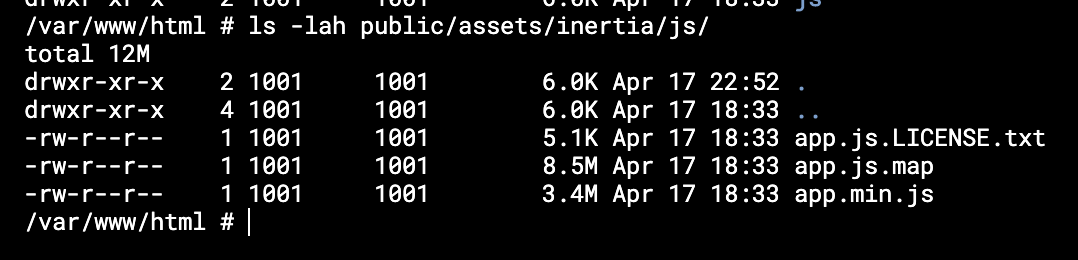 drwxr-xr-x    2 1001     1001        6.0K Apr 17 18:33 js
/var/www/html # ls -lah public/assets/inertia/js/
total 12M
drwxr-xr-x    2 1001     1001        6.0K Apr 17 22:52 .
drwxr-xr-x    4 1001     1001        6.0K Apr 17 18:33 ..
-rw-r--r--    1 1001     1001        5.1K Apr 17 18:33 app.js.LICENSE.txt
-rw-r--r--    1 1001     1001        8.5M Apr 17 18:33 app.js.map
-rw-r--r--    1 1001     1001        3.4M Apr 17 18:33 app.min.js
/var/www/html #